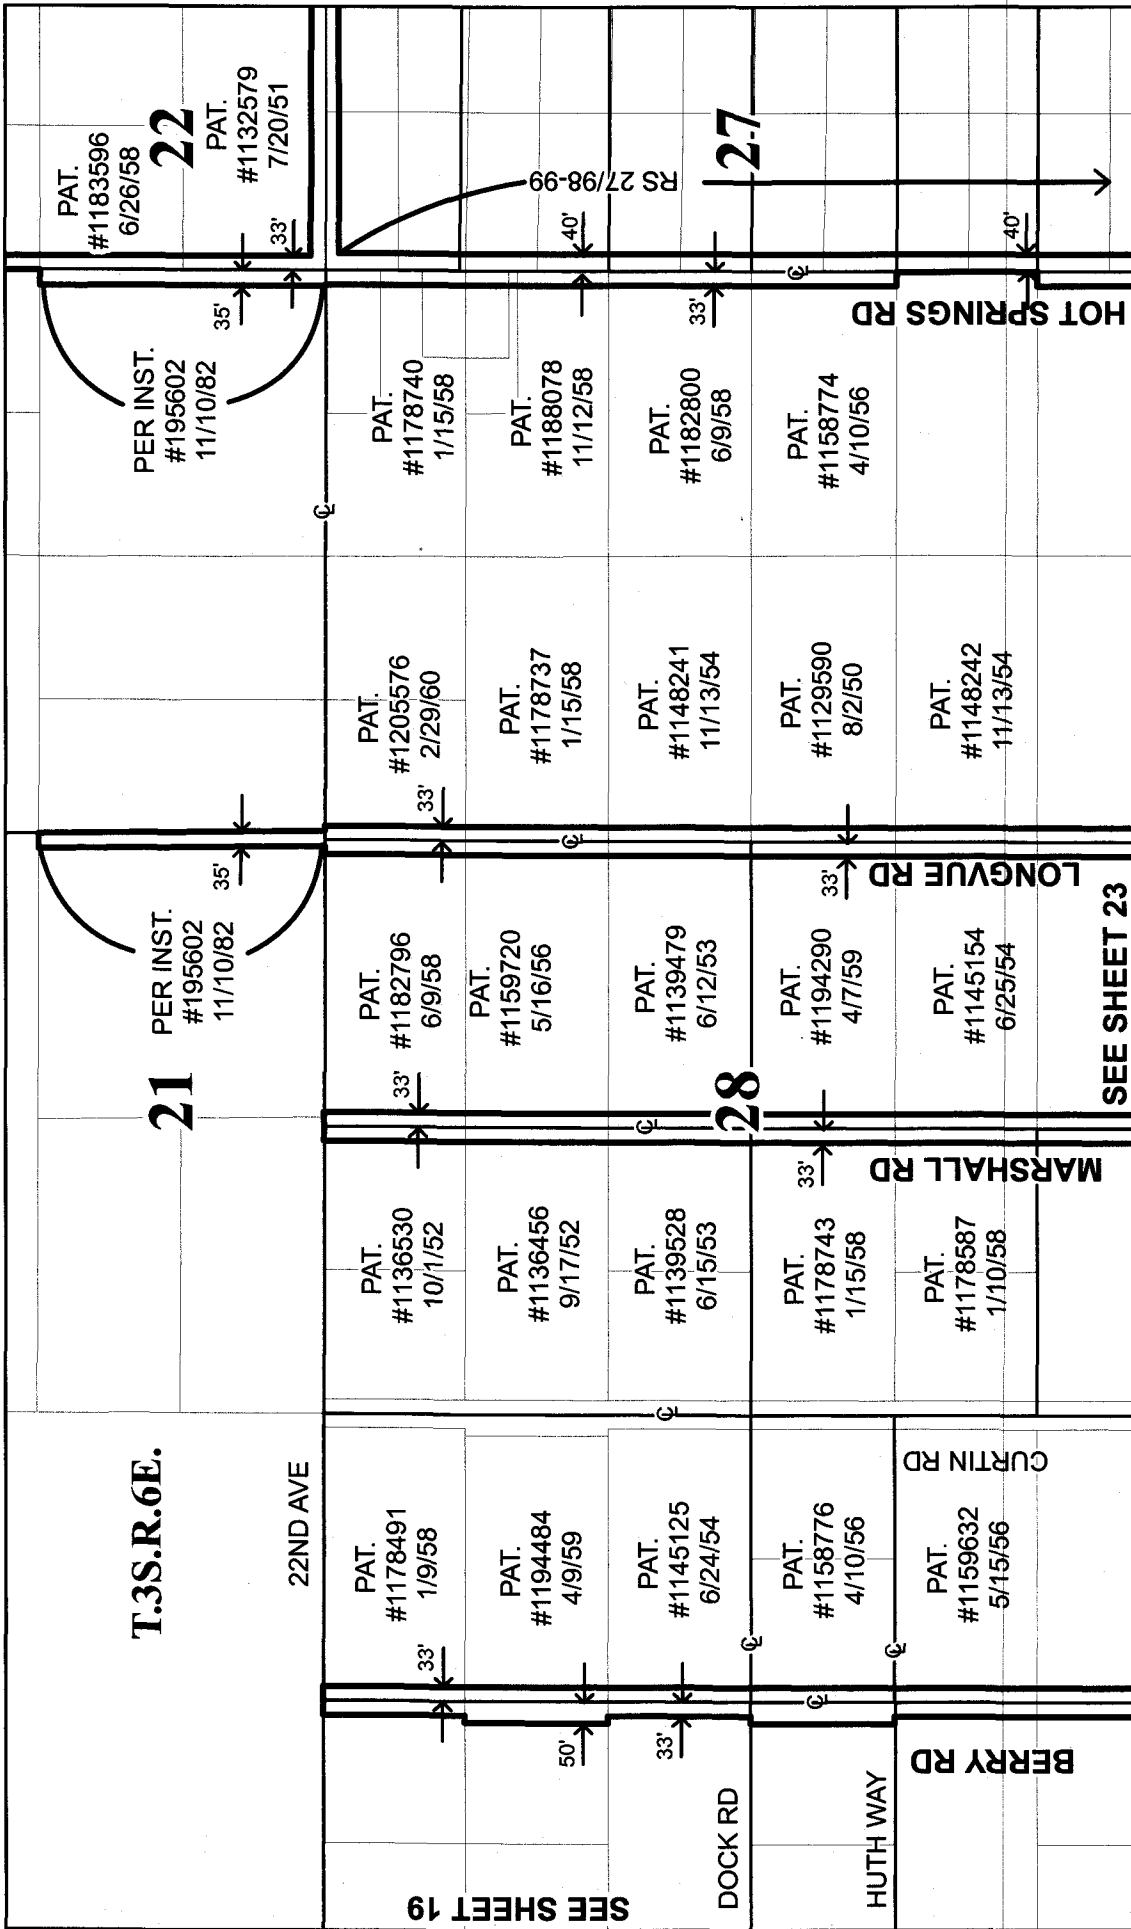 T.3S.R.6E.
21
22
27
28
PAT.
#1183596
6/26/58
PAT.
#1132579
7/20/51
33'
35'
PER INST.
#195602
11/10/82
35'
PER INST.
#195602
11/10/82
RS 27/98-99
40'
33'
40'
HOT SPRINGS RD
22ND AVE
PAT.
#1178491
1/9/58
PAT.
#1136530
10/1/52
PAT.
#1182796
6/9/58
PAT.
#1205576
2/29/60
PAT.
#1178740
1/15/58
33'
33'
33'
PAT.
#1194484
4/9/59
PAT.
#1136456
9/17/52
PAT.
#1159720
5/16/56
PAT.
#1178737
1/15/58
PAT.
#1188078
11/12/58
50'
33'
PAT.
#1145125
6/24/54
PAT.
#1139528
6/15/53
PAT.
#1139479
6/12/53
PAT.
#1148241
11/13/54
PAT.
#1182800
6/9/58
DOCK RD
PAT.
#1158776
4/10/56
PAT.
#1178743
1/15/58
33'
PAT.
#1194290
4/7/59
33'
PAT.
#1129590
8/2/50
PAT.
#1158774
4/10/56
HUTH WAY
PAT.
#1159632
5/15/56
PAT.
#1178587
1/10/58
PAT.
#1145154
6/25/54
PAT.
#1148242
11/13/54
BERRY RD
CURTIN RD
MARSHALL RD
LONGVUE RD
SEE SHEET 19
SEE SHEET 23
℄
℄
℄
℄
℄
℄
℄
℄